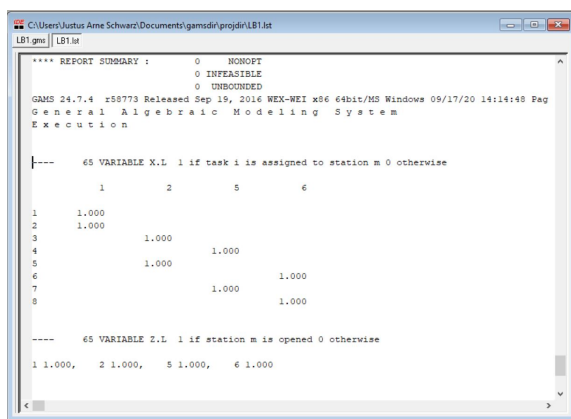 C:\Users\Justus Arne Schwarz\Documents\gamsdir\projdir\LB1.lst
LB1.gms LB1.lst
**** REPORT SUMMARY :        0     NONOPT
                             0 INFEASIBLE
                             0  UNBOUNDED
GAMS 24.7.4  r58773 Released Sep 19, 2016 WEX-WEI x86 64bit/MS Windows 09/17/20 14:14:48 Pag
G e n e r a l   A l g e b r a i c   M o d e l i n g   S y s t e m
E x e c u t i o n
----     65 VARIABLE X.L  1 if task i is assigned to station m 0 otherwise
            1           2           5           6
1       1.000
2       1.000
3                   1.000
4                               1.000
5                   1.000
6                                           1.000
7                               1.000
8                                           1.000
----     65 VARIABLE Z.L  1 if station m is opened 0 otherwise
1 1.000,    2 1.000,    5 1.000,    6 1.000